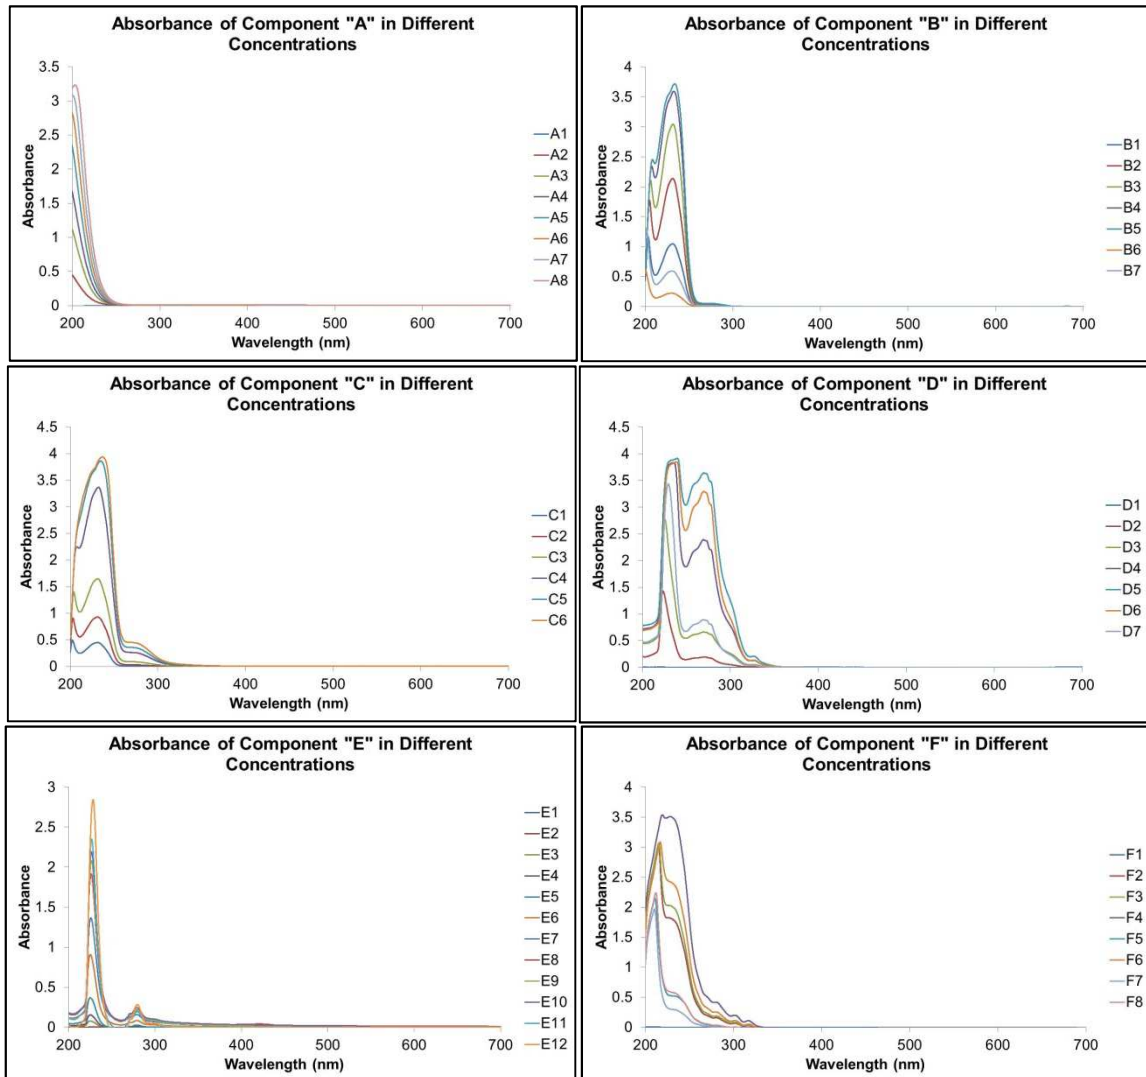 Absorbance of Component "A" in Different
Concentrations
3.5
3
2.5
2
1.5
1
0.5
0
Absorbance
200 300 400 500 600 700
Wavelength (nm)
A1
A2
A3
A4
A5
A6
A7
A8
Absorbance of Component "B" in Different
Concentrations
4
3.5
3
2.5
2
1.5
1
0.5
0
Absrobance
200 300 400 500 600 700
Wavelength (nm)
B1
B2
B3
B4
B5
B6
B7
Absorbance of Component "C" in Different
Concentrations
4.5
4
3.5
3
2.5
2
1.5
1
0.5
0
Absorbance
200 300 400 500 600 700
Wavelength (nm)
C1
C2
C3
C4
C5
C6
Absorbance of Component "D" in Different
Concentrations
4.5
4
3.5
3
2.5
2
1.5
1
0.5
0
Absorbance
200 300 400 500 600 700
Wavelength (nm)
D1
D2
D3
D4
D5
D6
D7
Absorbance of Component "E" in Different
Concentrations
3
2.5
2
1.5
1
0.5
0
Absorbance
200 300 400 500 600 700
Wavelength (nm)
E1
E2
E3
E4
E5
E6
E7
E8
E9
E10
E11
E12
Absorbance of Component "F" in Different
Concentrations
4
3.5
3
2.5
2
1.5
1
0.5
0
Absorbance
200 300 400 500 600 700
Wavelength (nm)
F1
F2
F3
F4
F5
F6
F7
F8